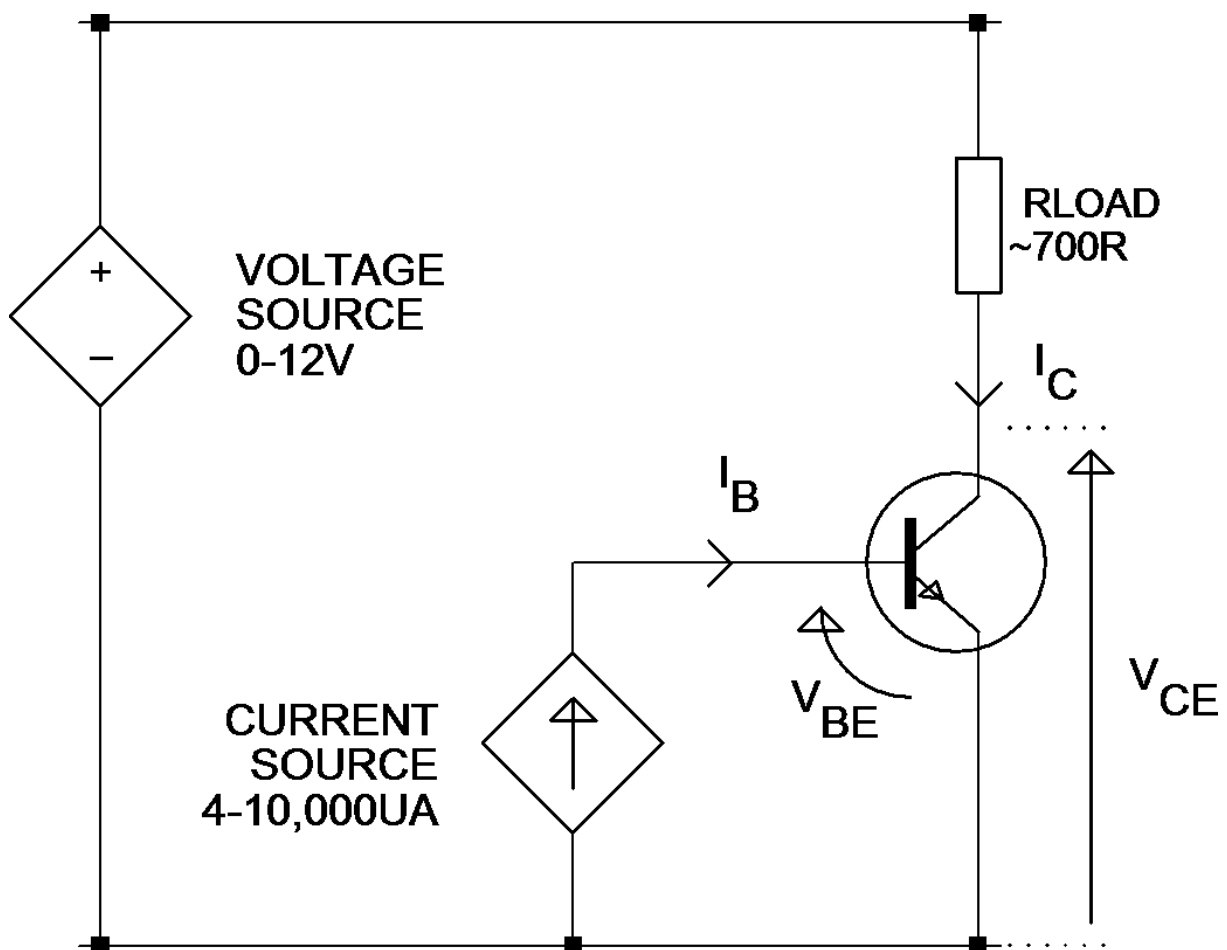 +
−
VOLTAGE
SOURCE
0-12V
RLOAD
~700R
IC
IB
VBE
VCE
CURRENT
SOURCE
4-10,000UA